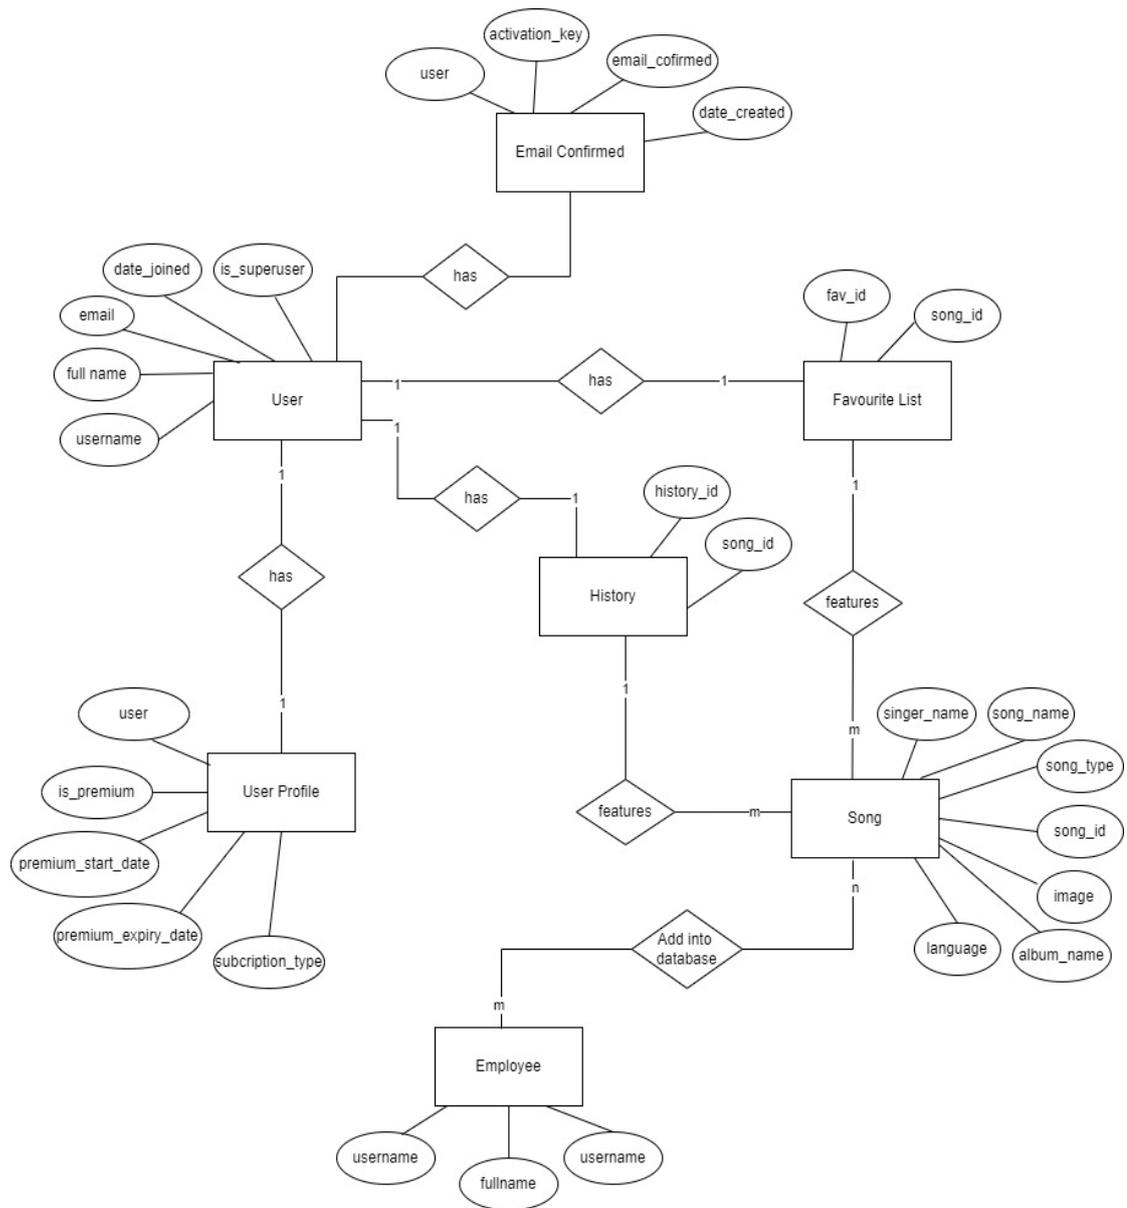 activation_key
email_cofirmed
user
date_created
Email Confirmed
date_joined
is_superuser
has
fav_id
email
song_id
full name
1
has
1
User
Favourite List
username
1
has
1
1
history_id
1
song_id
has
History
features
1
1
user
singer_name
song_name
m
song_type
is_premium
User Profile
features
m
Song
song_id
premium_start_date
n
image
premium_expiry_date
subcription_type
Add into
database
language
album_name
m
Employee
username
fullname
username